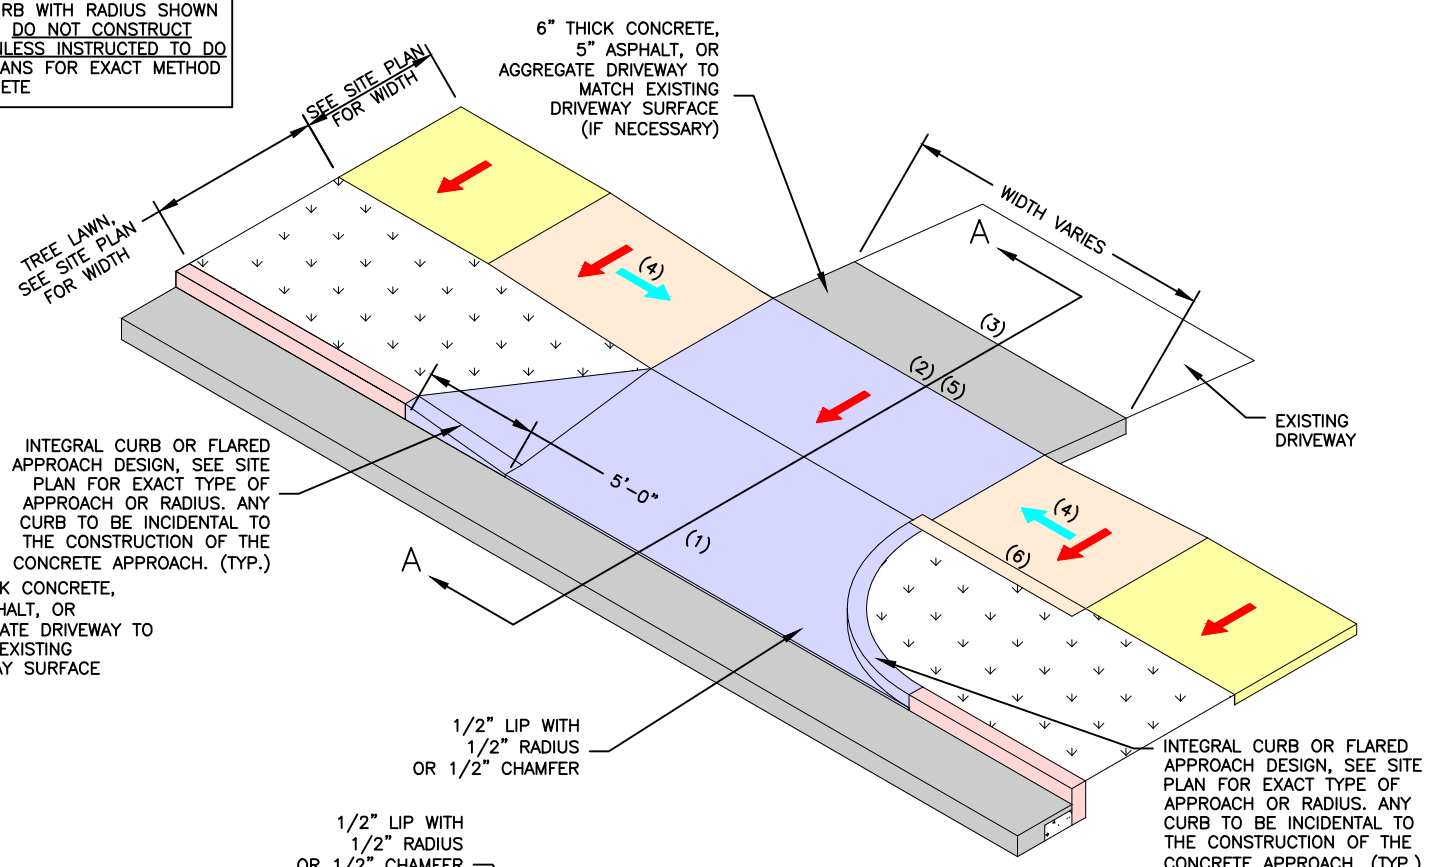 RB WITH RADIUS SHOWN
DO NOT CONSTRUCT
LESS INSTRUCTED TO DO
ANS FOR EXACT METHOD
ETE
SEE SITE PLAN
FOR WIDTH
TREE LAWN,
SEE SITE PLAN
FOR WIDTH
6" THICK CONCRETE,
5" ASPHALT, OR
AGGREGATE DRIVEWAY TO
MATCH EXISTING
DRIVEWAY SURFACE
(IF NECESSARY)
WIDTH VARIES
A
(4)
(3)
(2)
(5)
EXISTING
DRIVEWAY
INTEGRAL CURB OR FLARED
APPROACH DESIGN, SEE SITE
PLAN FOR EXACT TYPE OF
APPROACH OR RADIUS. ANY
CURB TO BE INCIDENTAL TO
THE CONSTRUCTION OF THE
CONCRETE APPROACH. (TYP.)
5'-0"
(1)
(4)
(6)
A
K CONCRETE,
HALT, OR
ATE DRIVEWAY TO
EXISTING
AY SURFACE
1/2" LIP WITH
1/2" RADIUS
OR 1/2" CHAMFER
INTEGRAL CURB OR FLARED
APPROACH DESIGN, SEE SITE
PLAN FOR EXACT TYPE OF
APPROACH OR RADIUS. ANY
CURB TO BE INCIDENTAL TO
THE CONSTRUCTION OF THE
CONCRETE APPROACH. (TYP.)
1/2" LIP WITH
1/2" RADIUS
OR 1/2" CHAMFER